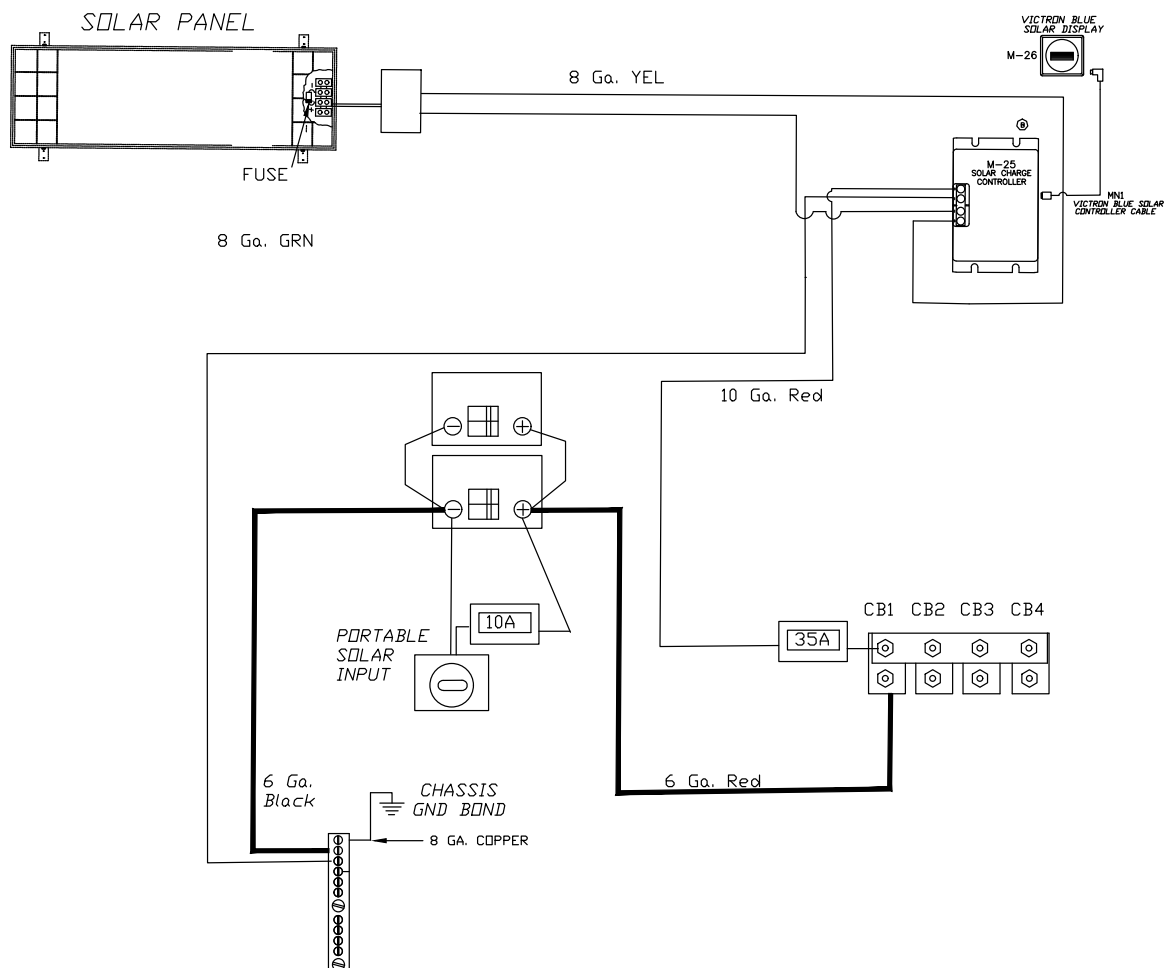 SOLAR PANEL
VICTRON BLUE
SOLAR DISPLAY
M-26
8 Ga. YEL
FUSE
M-25
SOLAR CHARGE
CONTROLLER
MN1
VICTRON BLUE SOLAR
CONTROLLER CABLE
8 Ga. GRN
10 Ga. Red
10A
PORTABLE
SOLAR
INPUT
CB1 CB2 CB3 CB4
35A
6 Ga.
Black
6 Ga. Red
CHASSIS
GND BOND
8 GA. COPPER